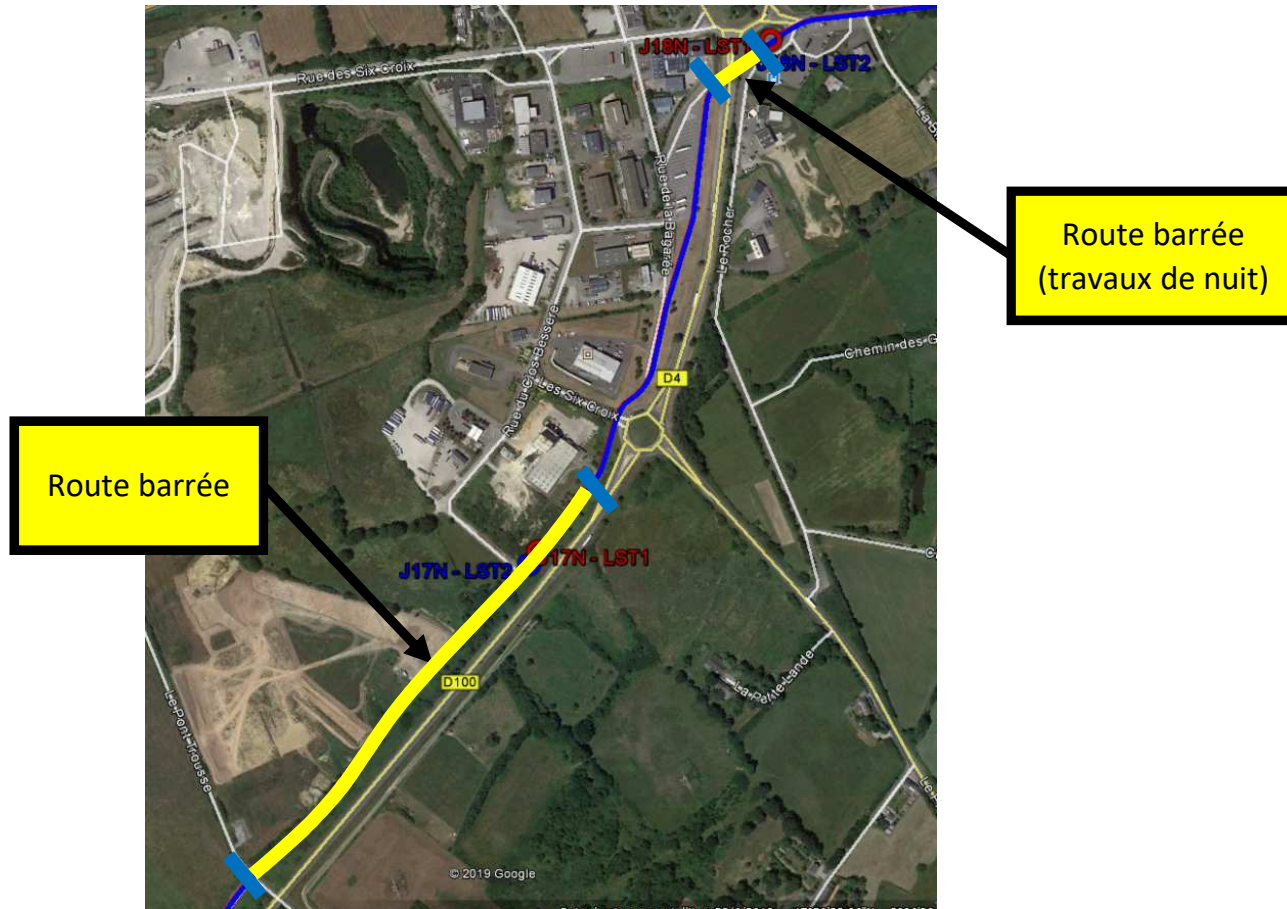 J18N - LST1
LST2
Rue des Six Croix
Route barrée
(travaux de nuit)
Rue de la Bagarée
Le Rocher
Chemin des G
D4
Rue du Clos Bessere
Les Six Croix
Route barrée
J17N - LST2
J17N - LST1
D100
La Petite Lande
Le Pont Trousse
© 2019 Google